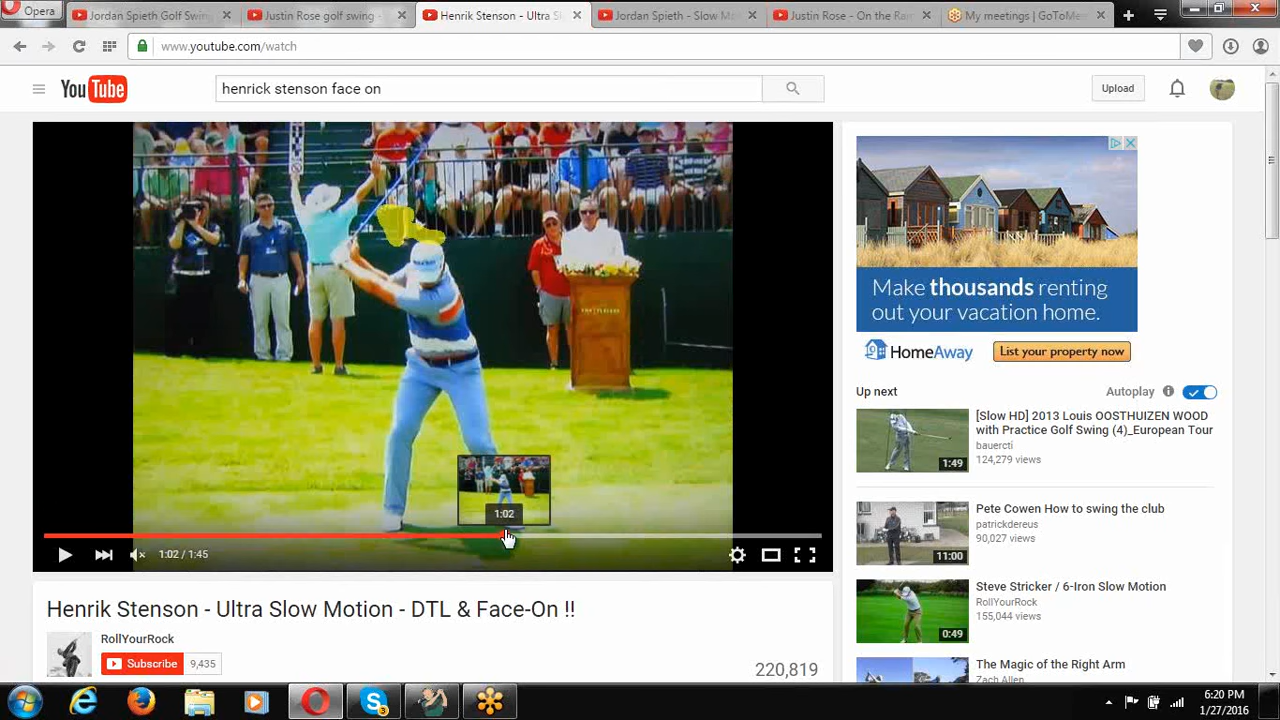 Opera
Jordan Spieth Golf Swing
Justin Rose golf swing -
Henrik Stenson - Ultra Sl
Jordan Spieth - Slow M
Justin Rose - On the Ran
My meetings | GoToMee
www.youtube.com/watch
YouTube
henrick stenson face on
Upload
Make thousands renting
out your vacation home.
HomeAway
List your property now
Up next
Autoplay
[Slow HD] 2013 Louis OOSTHUIZEN WOOD
with Practice Golf Swing (4)_European Tour
bauercti
124,279 views
1:49
Pete Cowen How to swing the club
patrickdereus
90,027 views
11:00
Steve Stricker / 6-Iron Slow Motion
RollYourRock
155,044 views
0:49
The Magic of the Right Arm
Zach Allen
1:02
1:02 / 1:45
Henrik Stenson - Ultra Slow Motion - DTL & Face-On !!
RollYourRock
Subscribe
9,435
220,819
3
6:20 PM
1/27/2016